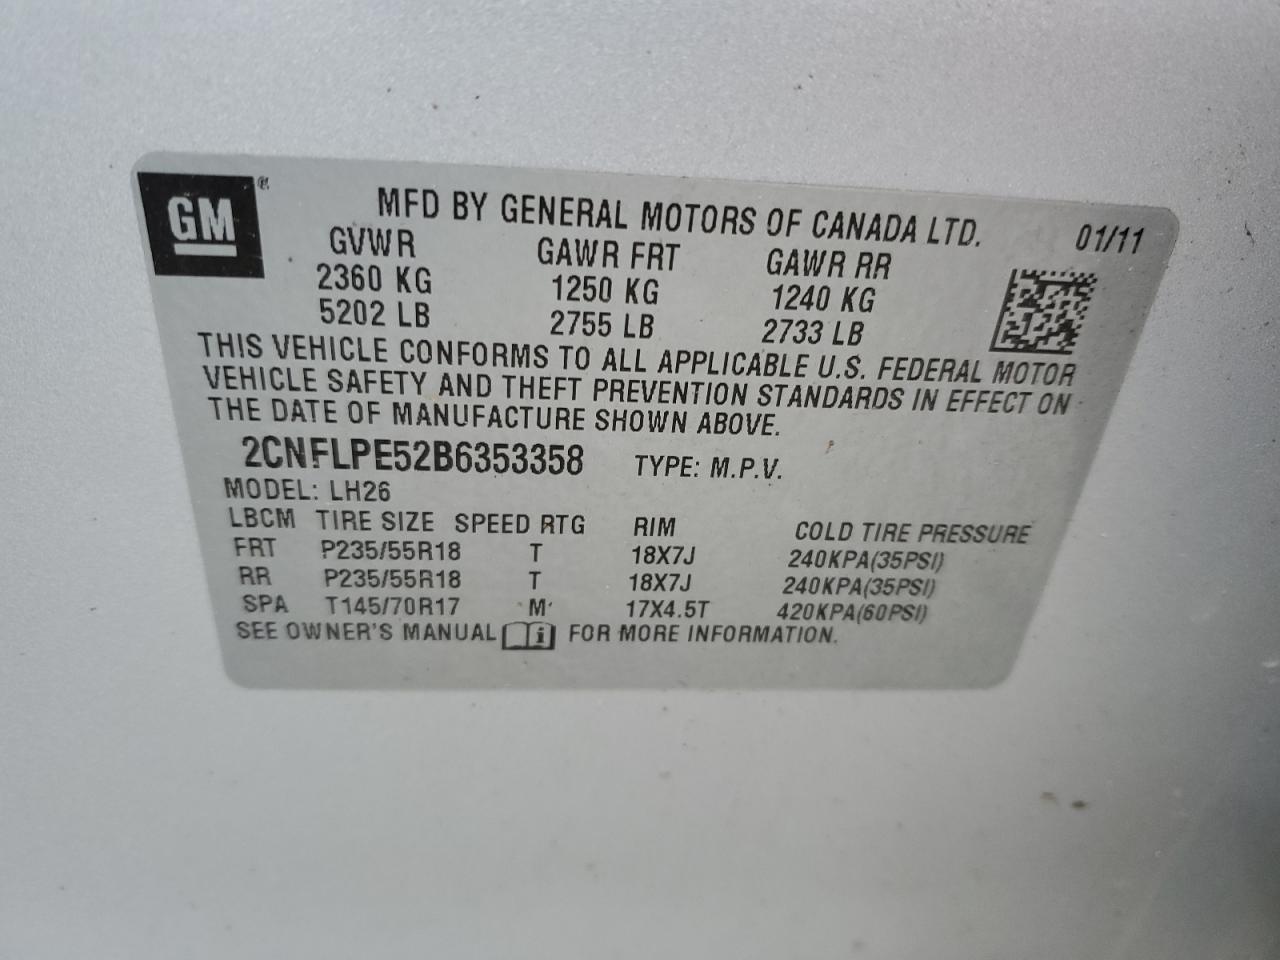 GM®
MFD BY GENERAL MOTORS OF CANADA LTD. 01/11
GVWR GAWR FRT GAWR RR
2360 KG 1250 KG 1240 KG
5202 LB 2755 LB 2733 LB
THIS VEHICLE CONFORMS TO ALL APPLICABLE U.S. FEDERAL MOTOR
VEHICLE SAFETY AND THEFT PREVENTION STANDARDS IN EFFECT ON
THE DATE OF MANUFACTURE SHOWN ABOVE.
2CNFLPE52B6353358 TYPE: M.P.V.
MODEL: LH26
LBCM TIRE SIZE SPEED RTG RIM COLD TIRE PRESSURE
FRT P235/55R18 T 18X7J 240KPA(35PSI)
RR P235/55R18 T 18X7J 240KPA(35PSI)
SPA T145/70R17 M 17X4.5T 420KPA(60PSI)
SEE OWNER'S MANUAL i FOR MORE INFORMATION.